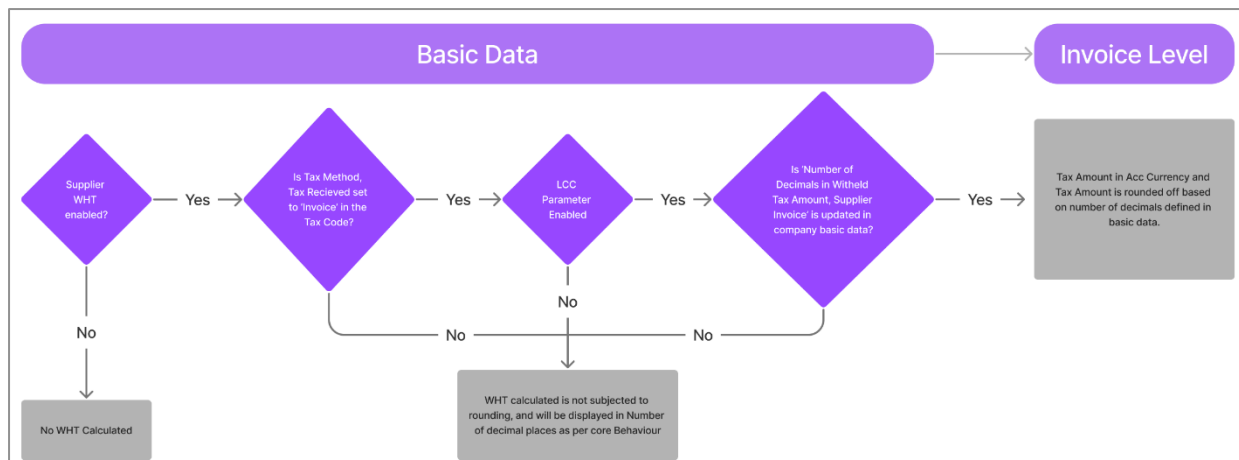 Basic Data
Invoice Level
Supplier
WHT
enabled?
Yes
Is Tax Method,
Tax Recieved set
to 'Invoice' in the
Tax Code?
Yes
LCC
Parameter
Enabled
Yes
Is 'Number of
Decimals in Witheld
Tax Amount, Supplier
Invoice' is updated in
company basic data?
Yes
Tax Amount in Acc Currency and
Tax Amount is rounded off based
on number of decimals defined in
basic data.
No
No
No
No
No WHT Calculated
WHT calculated is not subjected to
rounding, and will be displayed in Number
of decimal places as per core Behaviour